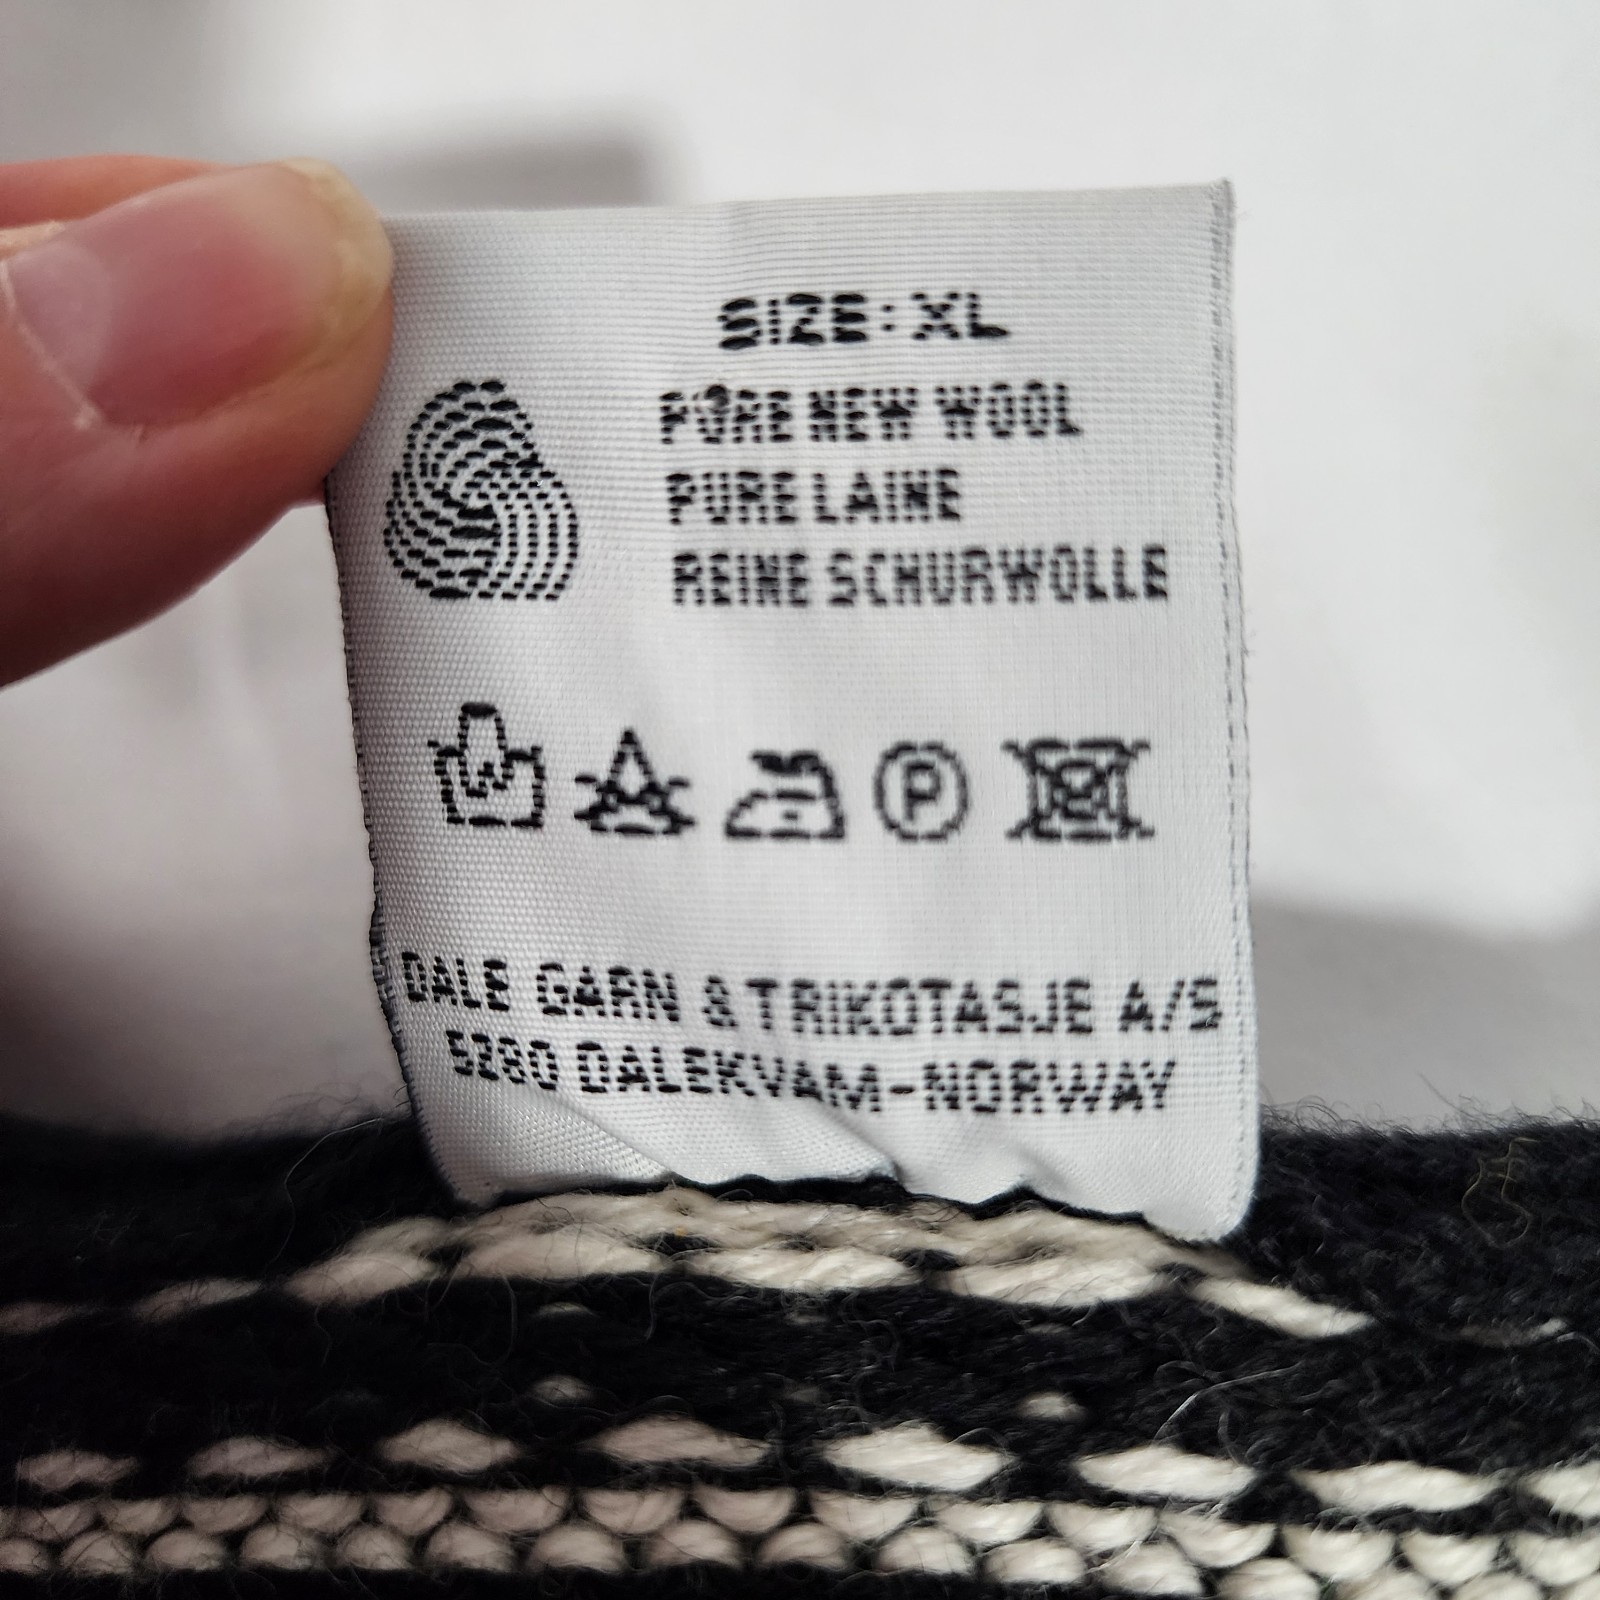 SIZE: XL
PURE NEW WOOL
PURE LAINE
REINE SCHURWOLLE
P
DALE GARN & TRIKOTASJE A/S
5280 DALEKVAM-NORWAY